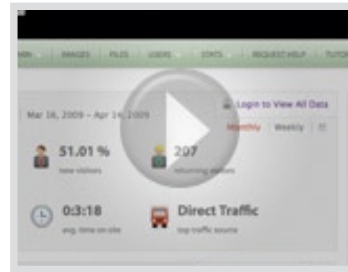 IMAGES FILES USERS STATS REQUEST HELP
Login to View All Data
Mar 16, 2009 – Apr 14, 2009
Monthly Weekly
51.01 %
new visitors
207
returning visitors
0:3:18
avg. time on site
Direct Traffic
top traffic source